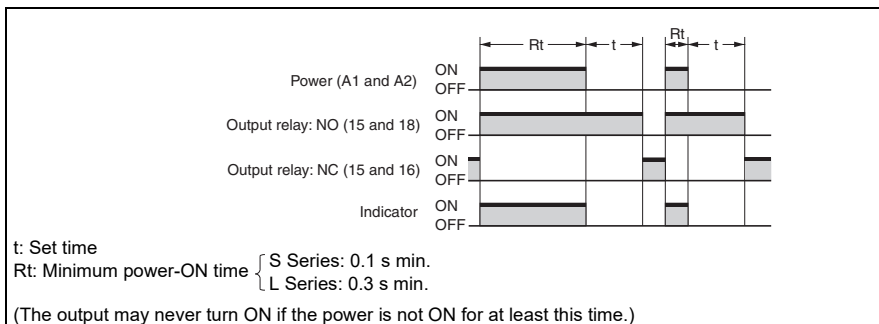 Rt t Rt t
Power (A1 and A2) ON
OFF
Output relay: NO (15 and 18) ON
OFF
Output relay: NC (15 and 16) ON
OFF
Indicator ON
OFF
t: Set time
Rt: Minimum power-ON time { S Series: 0.1 s min.
L Series: 0.3 s min.
(The output may never turn ON if the power is not ON for at least this time.)